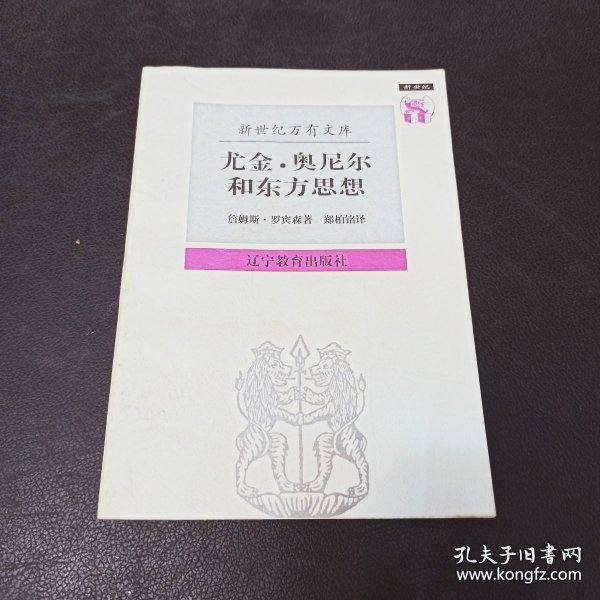 新世纪
新世纪万有文库
尤金·奥尼尔
和东方思想
詹姆斯·罗宾森著 郑柏铭译
辽宁教育出版社
孔夫子旧书网
www.kongfz.com